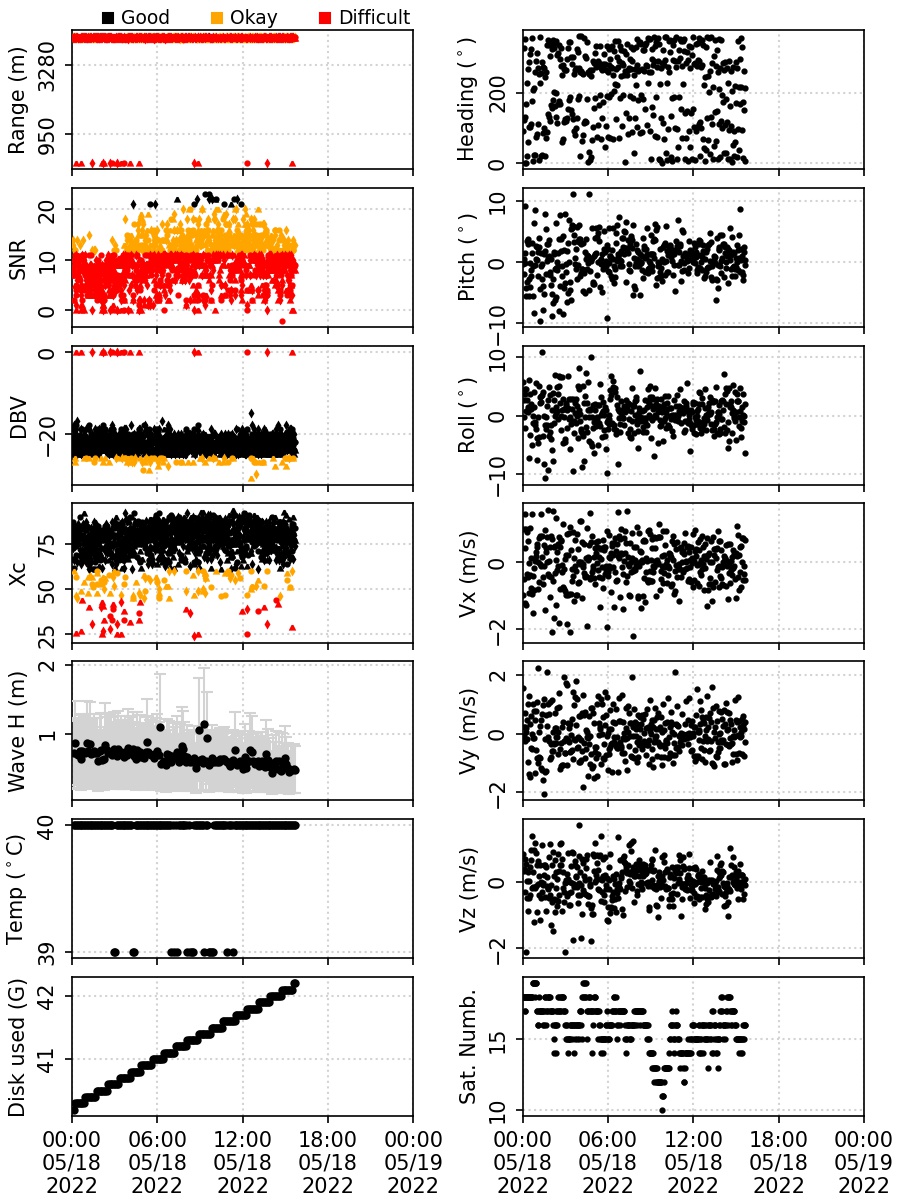 Good Okay Difficult
Range (m)
3280
950
Heading (°)
200
0
SNR
20
10
0
Pitch (°)
10
0
−10
DBV
0
−20
Roll (°)
10
0
−10
Xc
75
50
25
Vx (m/s)
0
−2
Wave H (m)
2
1
Vy (m/s)
2
0
−2
Temp (°C)
40
39
Vz (m/s)
0
−2
Disk used (G)
42
41
Sat. Numb.
15
10
00:00 06:00 12:00 18:00 00:00
05/18 05/18 05/18 05/18 05/19
2022 2022 2022 2022 2022
00:00 06:00 12:00 18:00 00:00
05/18 05/18 05/18 05/18 05/19
2022 2022 2022 2022 2022